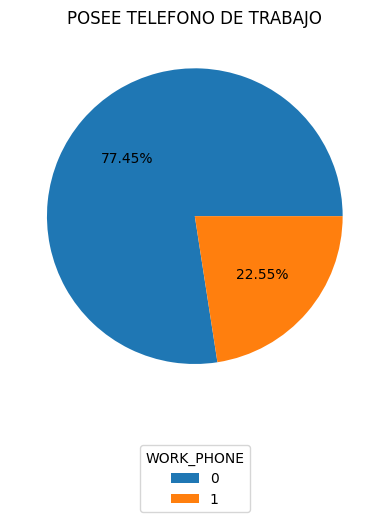 POSEE TELEFONO DE TRABAJO
77.45%
22.55%
WORK_PHONE
0
1